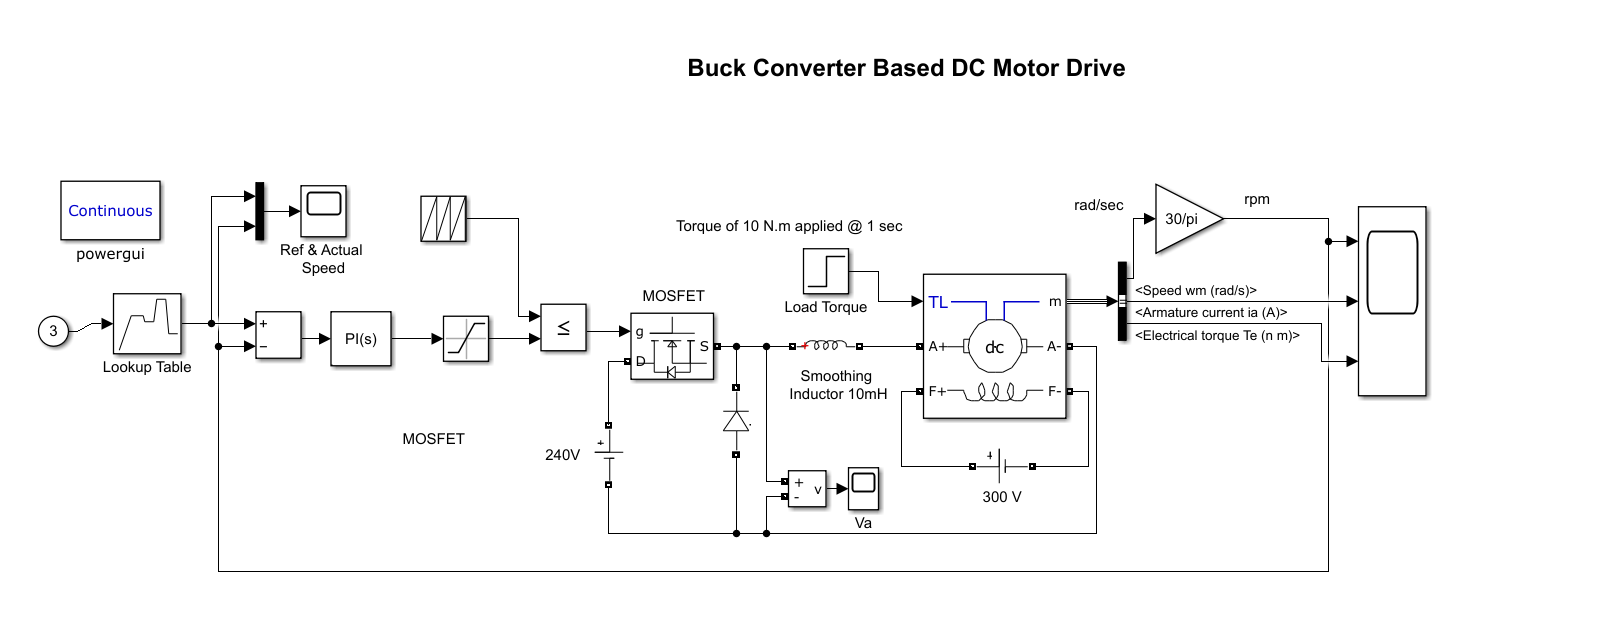 Buck Converter Based DC Motor Drive
Continuous
powergui
Ref & Actual
Speed
3
Lookup Table
+
−
PI(s)
≤
MOSFET
g
D
S
MOSFET
240V
+
Torque of 10 N.m applied @ 1 sec
Load Torque
+
Smoothing
Inductor 10mH
+
-
v
Va
TL
m
A+
dc
A-
F+
F-
+
300 V
rad/sec
30/pi
rpm
<Speed wm (rad/s)>
<Armature current ia (A)>
<Electrical torque Te (n m)>